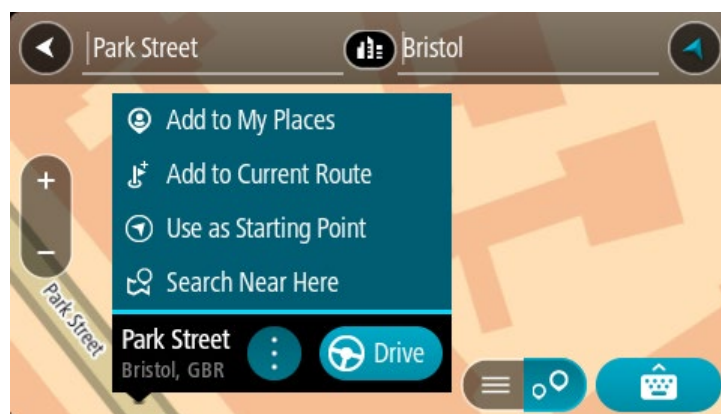 Park Street
Bristol
Add to My Places
Add to Current Route
Use as Starting Point
Search Near Here
Park Street
Park Street
Bristol, GBR
Drive